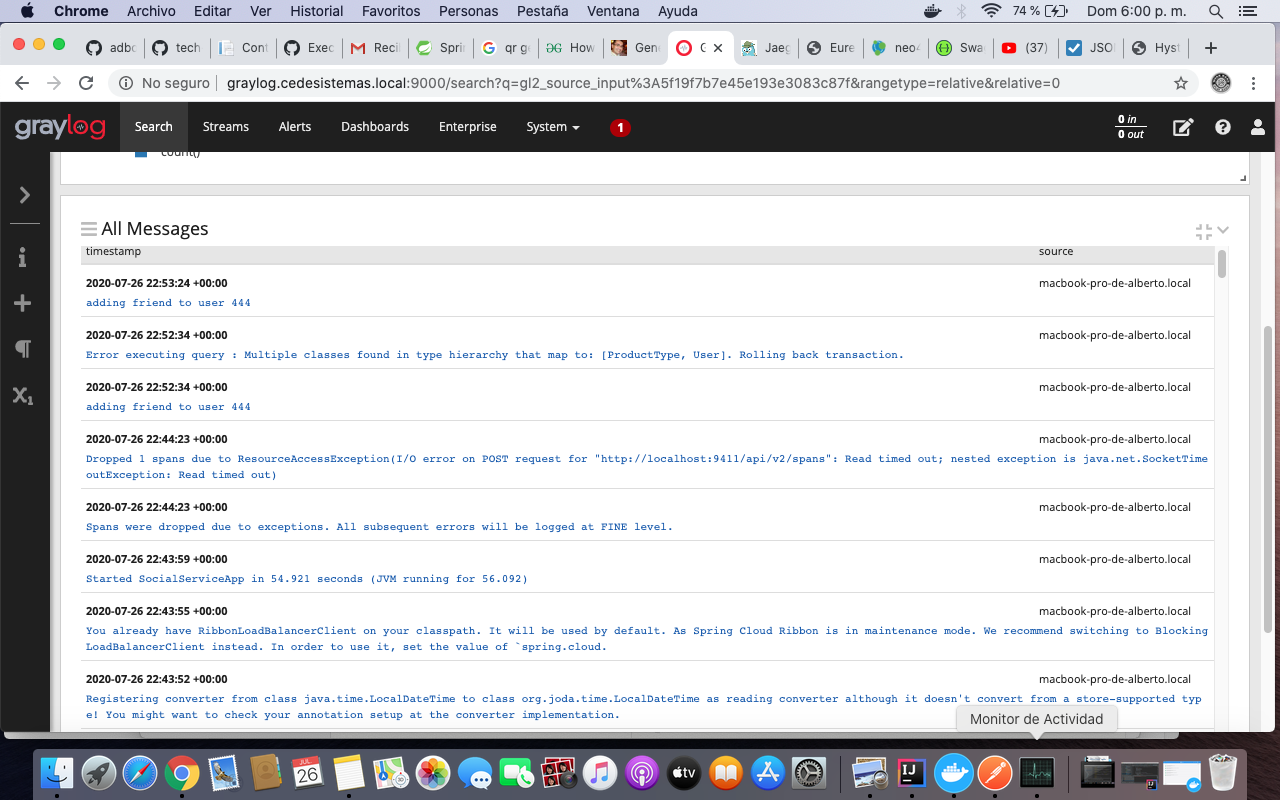 Chrome Archivo Editar Ver Historial Favoritos Personas Pestaña Ventana Ayuda 74 % Dom 6:00 p. m.
adbc tech Cont Exec Reci Sprin qr ge How Gene G Jaeg Eure neo4 Swag (37) JSOI Hyst
No seguro graylog.cedesistemas.local:9000/search?q=gl2_source_input%3A5f19f7b7e45e193e3083c87f&rangetype=relative&relative=0
graylog Search Streams Alerts Dashboards Enterprise System 1 0 in
0 out
count()
All Messages
timestamp source
2020-07-26 22:53:24 +00:00 macbook-pro-de-alberto.local
adding friend to user 444
2020-07-26 22:52:34 +00:00 macbook-pro-de-alberto.local
Error executing query : Multiple classes found in type hierarchy that map to: [ProductType, User]. Rolling back transaction.
2020-07-26 22:52:34 +00:00 macbook-pro-de-alberto.local
adding friend to user 444
2020-07-26 22:44:23 +00:00 macbook-pro-de-alberto.local
Dropped 1 spans due to ResourceAccessException(I/O error on POST request for "http://localhost:9411/api/v2/spans": Read timed out; nested exception is java.net.SocketTime
outException: Read timed out)
2020-07-26 22:44:23 +00:00 macbook-pro-de-alberto.local
Spans were dropped due to exceptions. All subsequent errors will be logged at FINE level.
2020-07-26 22:43:59 +00:00 macbook-pro-de-alberto.local
Started SocialServiceApp in 54.921 seconds (JVM running for 56.092)
2020-07-26 22:43:55 +00:00 macbook-pro-de-alberto.local
You already have RibbonLoadBalancerClient on your classpath. It will be used by default. As Spring Cloud Ribbon is in maintenance mode. We recommend switching to Blocking
LoadBalancerClient instead. In order to use it, set the value of `spring.cloud.
2020-07-26 22:43:52 +00:00 macbook-pro-de-alberto.local
Registering converter from class java.time.LocalDateTime to class org.joda.time.LocalDateTime as reading converter although it doesn't convert from a store-supported typ
e! You might want to check your annotation setup at the converter implementation.
Monitor de Actividad
JUL.
26
tv
IJ